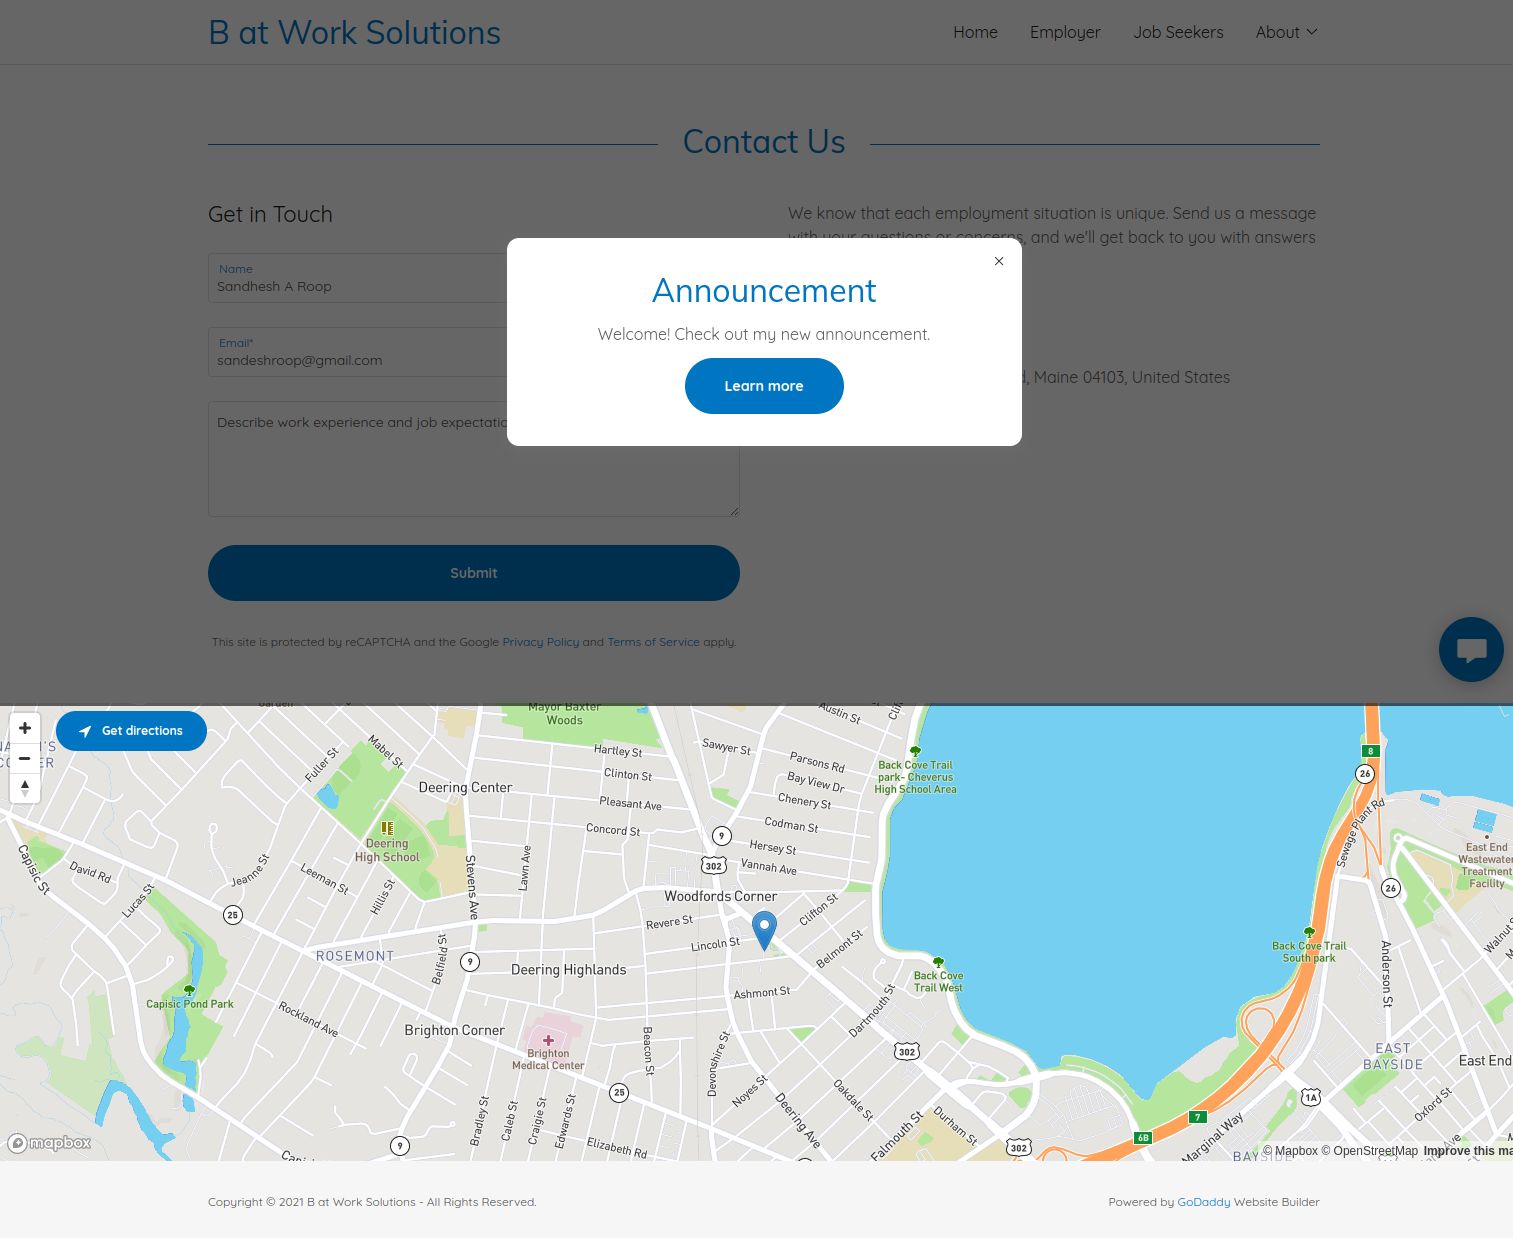 B at Work Solutions
Home
Employer
Job Seekers
About
Contact Us
Get in Touch
Name
Sandhesh A Roop
Email*
sandeshroop@gmail.com
Describe work experience and job expectatio
Submit
This site is protected by reCAPTCHA and the Google Privacy Policy and Terms of Service apply.
We know that each employment situation is unique. Send us a message
with your questions or concerns, and we'll get back to you with answers
Maine 04103, United States
Announcement
Welcome! Check out my new announcement.
Learn more
Get directions
Mayor Baxter
Woods
Austin St
Mabel St
Fuller St
Hartley St
Sawyer St
Parsons Rd
Back Cove Trail
park- Cheverus
High School Area
8
26
Clinton St
Bay View Dr
Deering Center
Pleasant Ave
Chenery St
Codman St
Concord St
9
Hersey St
Sewage Plant Rd
Deering
High School
302
Vannah Ave
East End
Wastewater
Treatment
Facility
Capisic St
David Rd
Jeanne St
Leeman St
Hillis St
Stevens Ave
Lawn Ave
Woodfords Corner
26
Lucas St
25
Revere St
Clifton St
Lincoln St
Belmont St
Back Cove Trail
South park
Anderson St
ROSEMONT
Belfield St
9
Deering Highlands
Back Cove
Trail West
Capisic Pond Park
Ashmont St
Rockland Ave
Dartmouth St
Brighton Corner
Brighton
Medical Center
Beacon St
Devonshire St
302
EAST
BAYSIDE
East End
25
Noyes St
Oakdale St
Deering Ave
1A
Oxford St
Bradley St
Caleb St
Craigie St
Edwards St
Elizabeth Rd
Falmouth St
Durham St
7
6B
Marginal Way
9
302
mapbox
© Mapbox © OpenStreetMap Improve this ma
Copyright © 2021 B at Work Solutions - All Rights Reserved.
Powered by GoDaddy Website Builder